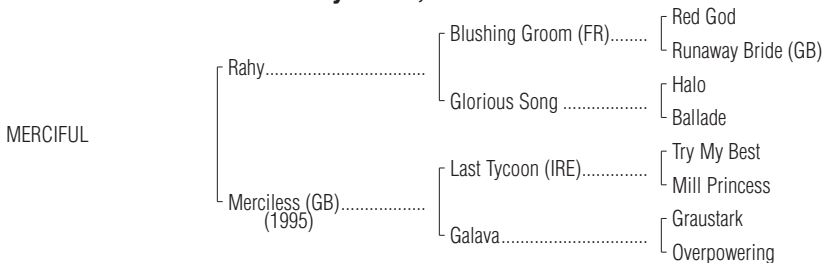 Red God
Blushing Groom (FR)........
Runaway Bride (GB)
Rahy.................................
Halo
Glorious Song ..................
Ballade
MERCIFUL
Try My Best
Last Tycoon (IRE)..............
Mill Princess
Merciless (GB)..................
(1995)
Graustark
Galava...............................
Overpowering